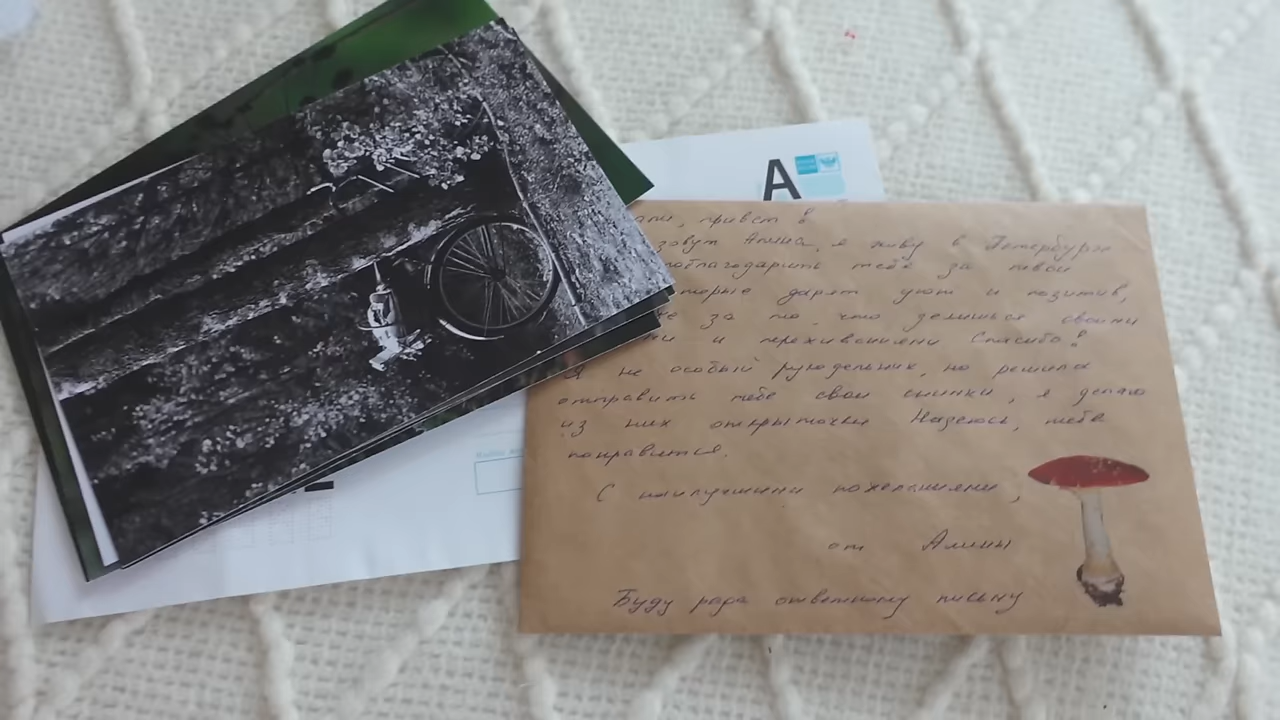 A
привет!
зовут Алина, я живу в Петербурге
поблагодарить тебя за твои
дарят уют и позитив,
за то, что делишься своими
и переживаниями Спасибо!
Я не особый рукодельник, но решила
отправить тебе свои снимки, я делаю
из них открыточки Надеюсь, тебе
понравится.
С наилучшими пожеланиями,
от Алины
Буду рада ответному письму